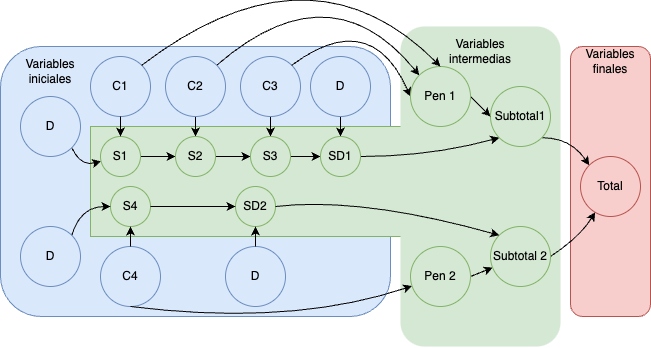 Variables
iniciales
Variables
intermedias
Variables
finales
C1
C2
C3
D
Pen 1
Subtotal1
D
S1
S2
S3
SD1
Total
S4
SD2
D
C4
D
Pen 2
Subtotal 2